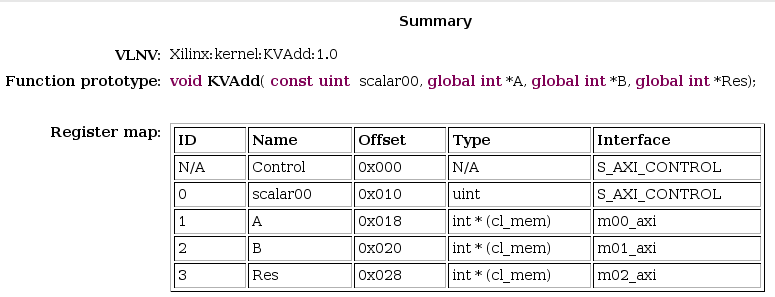 Summary
VLNV: Xilinx:kernel:KVAdd:1.0
Function prototype: void KVAdd( const uint scalar00, global int *A, global int *B, global int *Res);
Register map:
ID Name Offset Type Interface
N/A Control 0x000 N/A S_AXI_CONTROL
0 scalar00 0x010 uint S_AXI_CONTROL
1 A 0x018 int * (cl_mem) m00_axi
2 B 0x020 int * (cl_mem) m01_axi
3 Res 0x028 int * (cl_mem) m02_axi